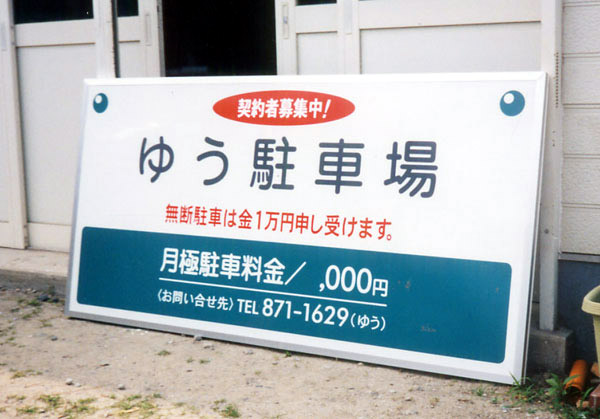 契約者募集中!
ゆう駐車場
無断駐車は金1万円申し受けます。
月極駐車料金/ ,000円
〈お問い合せ先〉TEL 871-1629(ゆう)